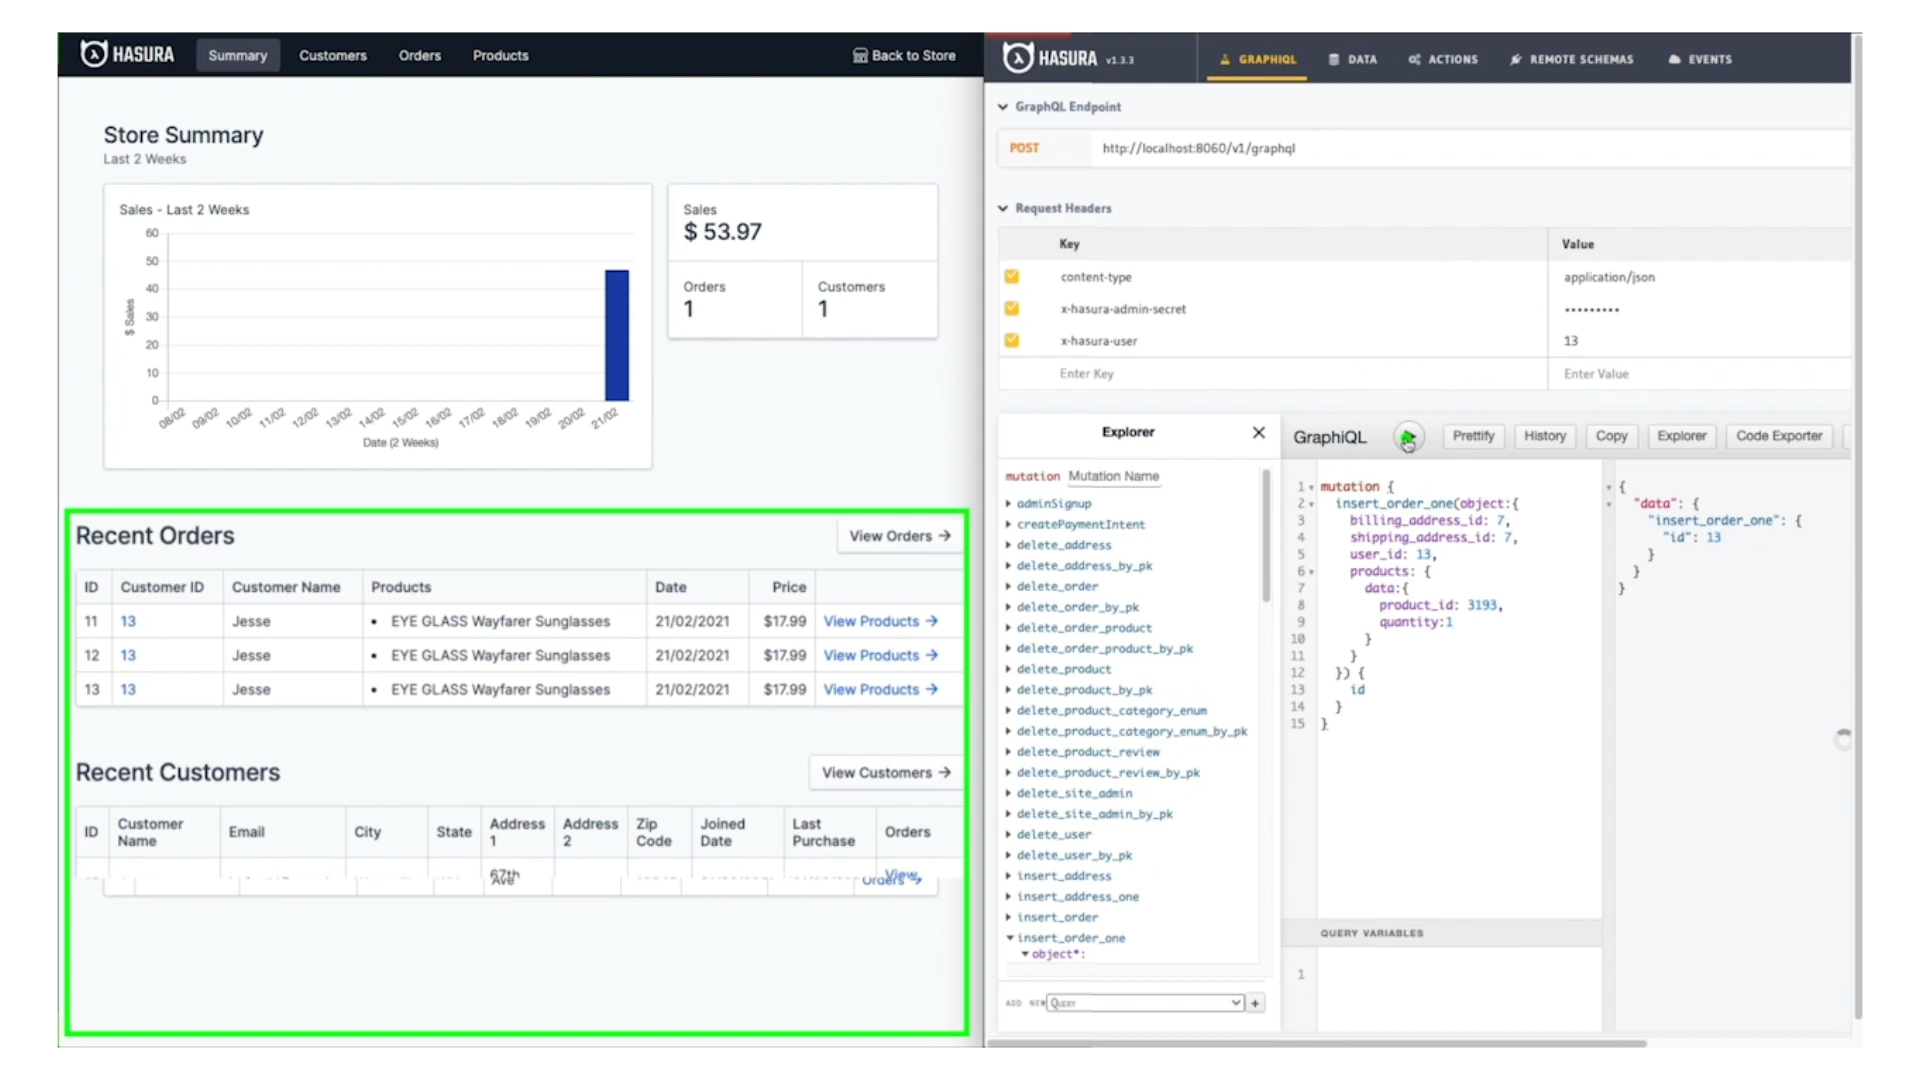 HASURA
Summary
Customers
Orders
Products
Back to Store
Store Summary
Last 2 Weeks
Sales - Last 2 Weeks
60
50
40
30
20
10
0
$ Sales
08/02 09/02 10/02 11/02 12/02 13/02 14/02 15/02 16/02 17/02 18/02 19/02 20/02 21/02
Date (2 Weeks)
Sales
$ 53.97
Orders
1
Customers
1
Recent Orders
View Orders →
ID Customer ID Customer Name Products Date Price
11 13 Jesse • EYE GLASS Wayfarer Sunglasses 21/02/2021 $17.99 View Products →
12 13 Jesse • EYE GLASS Wayfarer Sunglasses 21/02/2021 $17.99 View Products →
13 13 Jesse • EYE GLASS Wayfarer Sunglasses 21/02/2021 $17.99 View Products →
Recent Customers
View Customers →
ID Customer Name Email City State Address 1 Address 2 Zip Code Joined Date Last Purchase Orders
67th Ave
View Orders →
HASURA v1.3.3
GRAPHIQL
DATA
ACTIONS
REMOTE SCHEMAS
EVENTS
GraphQL Endpoint
POST http://localhost:8060/v1/graphql
Request Headers
Key Value
content-type application/json
x-hasura-admin-secret •••••••••
x-hasura-user 13
Enter Key Enter Value
Explorer
mutation Mutation Name
adminSignup
createPaymentIntent
delete_address
delete_address_by_pk
delete_order
delete_order_by_pk
delete_order_product
delete_order_product_by_pk
delete_product
delete_product_by_pk
delete_product_category_enum
delete_product_category_enum_by_pk
delete_product_review
delete_product_review_by_pk
delete_site_admin
delete_site_admin_by_pk
delete_user
delete_user_by_pk
insert_address
insert_address_one
insert_order
insert_order_one
object*:
ADD NEW Query +
GraphiQL
Prettify
History
Copy
Explorer
Code Exporter
1 mutation {
2 insert_order_one(object:{
3 billing_address_id: 7,
4 shipping_address_id: 7,
5 user_id: 13,
6 products: {
7 data:{
8 product_id: 3193,
9 quantity:1
10 }
11 }
12 }) {
13 id
14 }
15 }
QUERY VARIABLES
1
{
"data": {
"insert_order_one": {
"id": 13
}
}
}